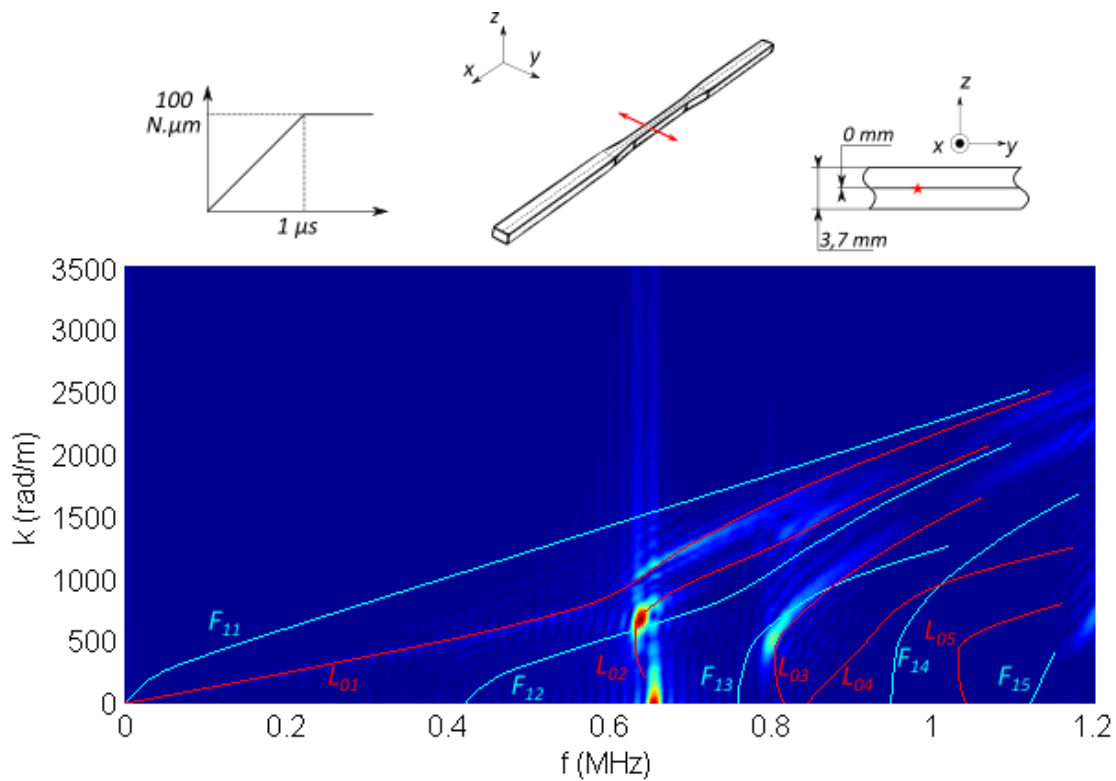 z
x
y
100
N.µm
1 µs
z
0 mm
x
y
3,7 mm
3500
3000
2500
2000
1500
1000
500
0
k (rad/m)
F11
L01
F12
L02
F13
L03
L04
F14
L05
F15
0
0.2
0.4
0.6
0.8
1
1.2
f (MHz)